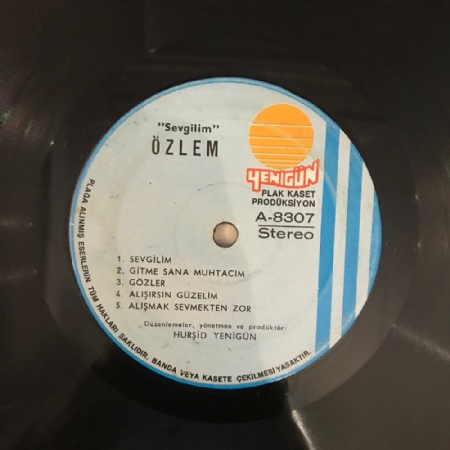 "Sevgilim"
ÖZLEM
YENİGÜN
PLAK KASET
PRODÜKSİYON
A-8307
Stereo
1. SEVGİLİM
2. GİTME SANA MUHTACIM
3. GÖZLER
4. ALIŞIRSIN GÜZELİM
5. ALIŞMAK SEVMEKTEN ZOR
Düzenlemeler, yönetmen ve prodüktör:
HURŞİD YENİGÜN
PLAĞA ALINMIŞ ESERLERİN TÜM HAKLARI SAKLIDIR. BANDA VEYA KASETE ÇEKİLMESİ YASAKTIR.